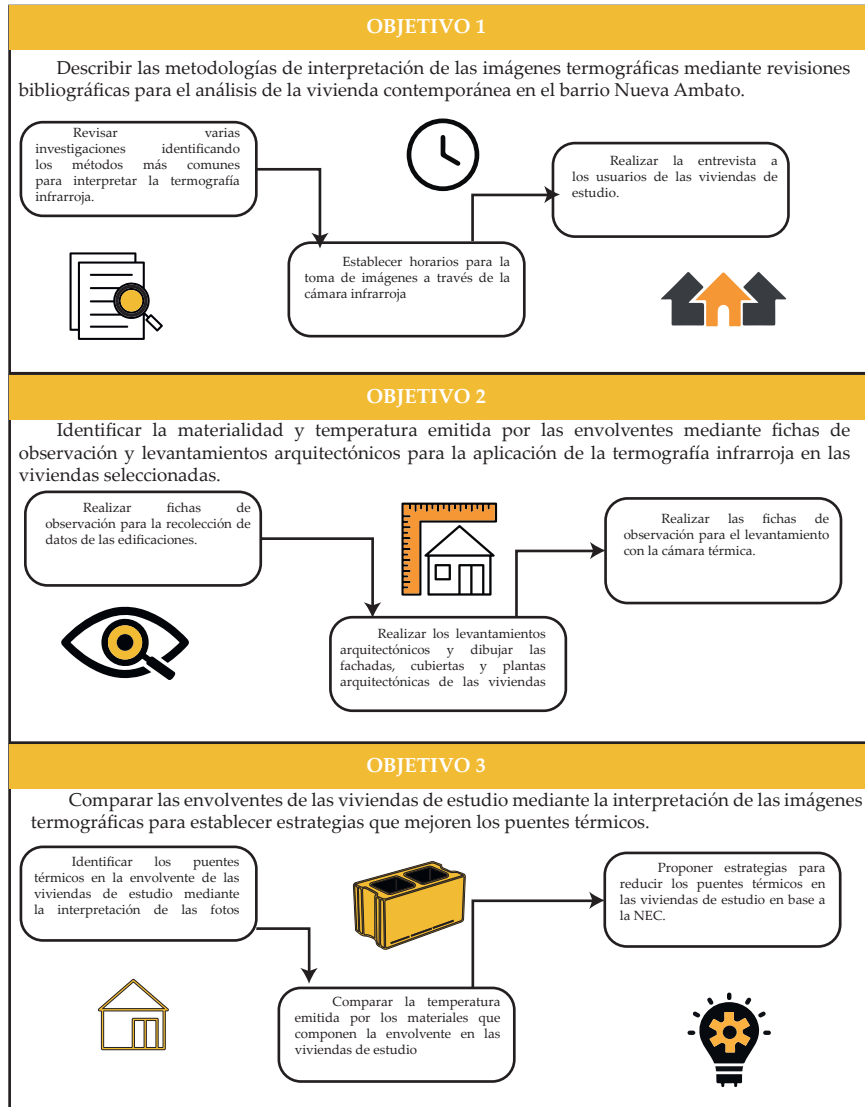 OBJETIVO 1
Describir las metodologías de interpretación de las imágenes termográficas mediante revisiones
bibliográficas para el análisis de la vivienda contemporánea en el barrio Nueva Ambato.
Revisar varias
investigaciones identificando
los métodos más comunes
para interpretar la termografía
infrarroja.
Establecer horarios para la
toma de imágenes a través de la
cámara infrarroja
Realizar la entrevista a
los usuarios de las viviendas de
estudio.
OBJETIVO 2
Identificar la materialidad y temperatura emitida por las envolventes mediante fichas de
observación y levantamientos arquitectónicos para la aplicación de la termografía infrarroja en las
viviendas seleccionadas.
Realizar fichas de
observación para la recolección de
datos de las edificaciones.
Realizar los levantamientos
arquitectónicos y dibujar las
fachadas, cubiertas y plantas
arquitectónicas de las viviendas
Realizar las fichas de
observación para el levantamiento
con la cámara térmica.
OBJETIVO 3
Comparar las envolventes de las viviendas de estudio mediante la interpretación de las imágenes
termográficas para establecer estrategias que mejoren los puentes térmicos.
Identificar los puentes
térmicos en la envolvente de las
viviendas de estudio mediante
la interpretación de las fotos
Comparar la temperatura
emitida por los materiales que
componen la envolvente en las
viviendas de estudio
Proponer estrategias para
reducir los puentes térmicos en
las viviendas de estudio en base a
la NEC.